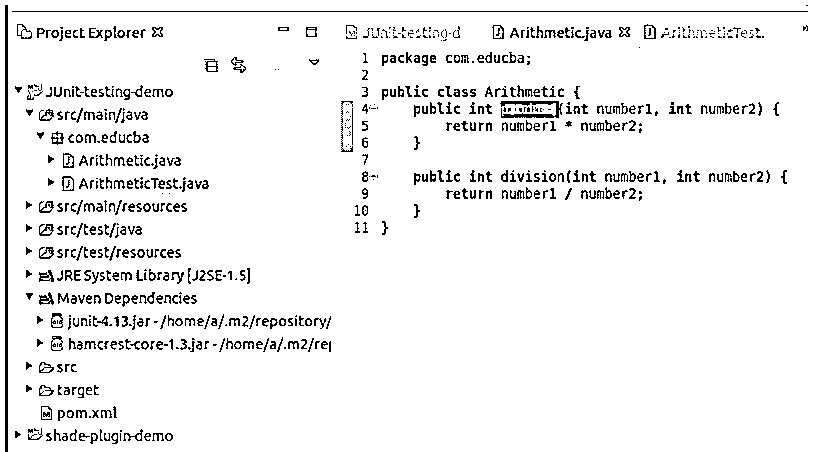 Project Explorer
JUnit-testing-demo
src/main/java
com.educba
Arithmetic.java
ArithmeticTest.java
src/main/resources
src/test/java
src/test/resources
JRE System Library [J2SE-1.5]
Maven Dependencies
junit-4.13.jar - /home/a/.m2/repository/
hamcrest-core-1.3.jar - /home/a/.m2/rep
src
target
pom.xml
shade-plugin-demo
JUnit-testing-d Arithmetic.java ArithmeticTest.
1 package com.educba;
2
3 public class Arithmetic {
4 public int (int number1, int number2) {
5 return number1 * number2;
6 }
7
8 public int division(int number1, int number2) {
9 return number1 / number2;
10 }
11 }